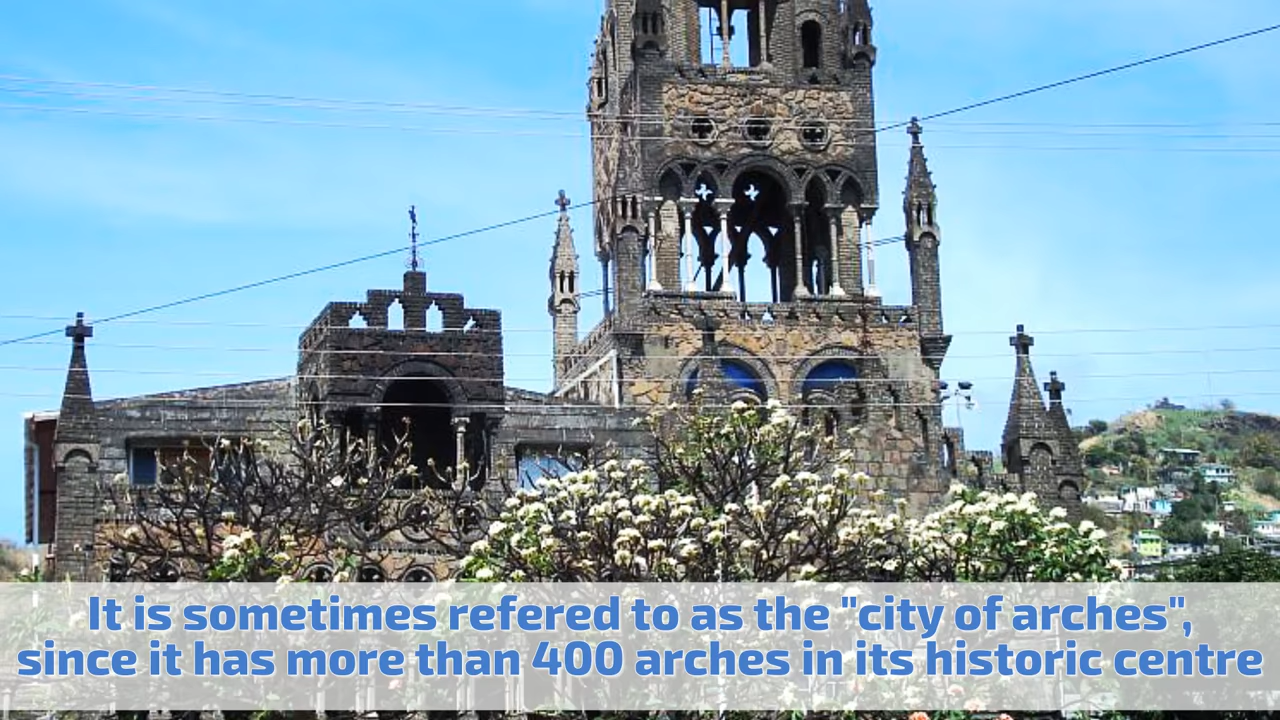 It is sometimes refered to as the "city of arches",
since it has more than 400 arches in its historic centre